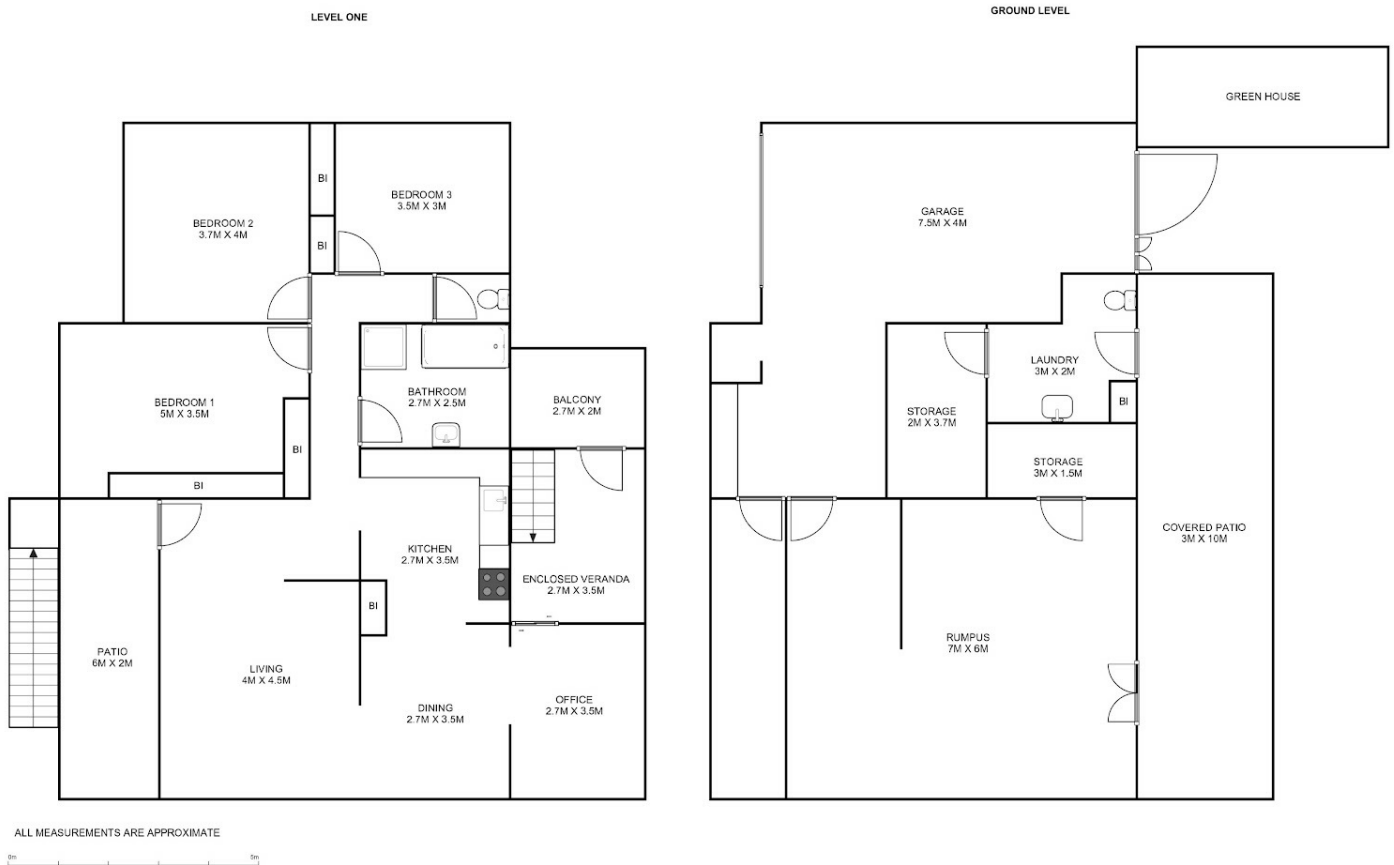 LEVEL ONE
BI
BEDROOM 3
3.5M X 3M
BEDROOM 2
3.7M X 4M
BI
BATHROOM
2.7M X 2.5M
BALCONY
2.7M X 2M
BEDROOM 1
5M X 3.5M
BI
BI
KITCHEN
2.7M X 3.5M
ENCLOSED VERANDA
2.7M X 3.5M
BI
PATIO
6M X 2M
LIVING
4M X 4.5M
DINING
2.7M X 3.5M
OFFICE
2.7M X 3.5M
GROUND LEVEL
GREEN HOUSE
GARAGE
7.5M X 4M
LAUNDRY
3M X 2M
BI
STORAGE
2M X 3.7M
STORAGE
3M X 1.5M
COVERED PATIO
3M X 10M
RUMPUS
7M X 6M
ALL MEASUREMENTS ARE APPROXIMATE
0m
5m